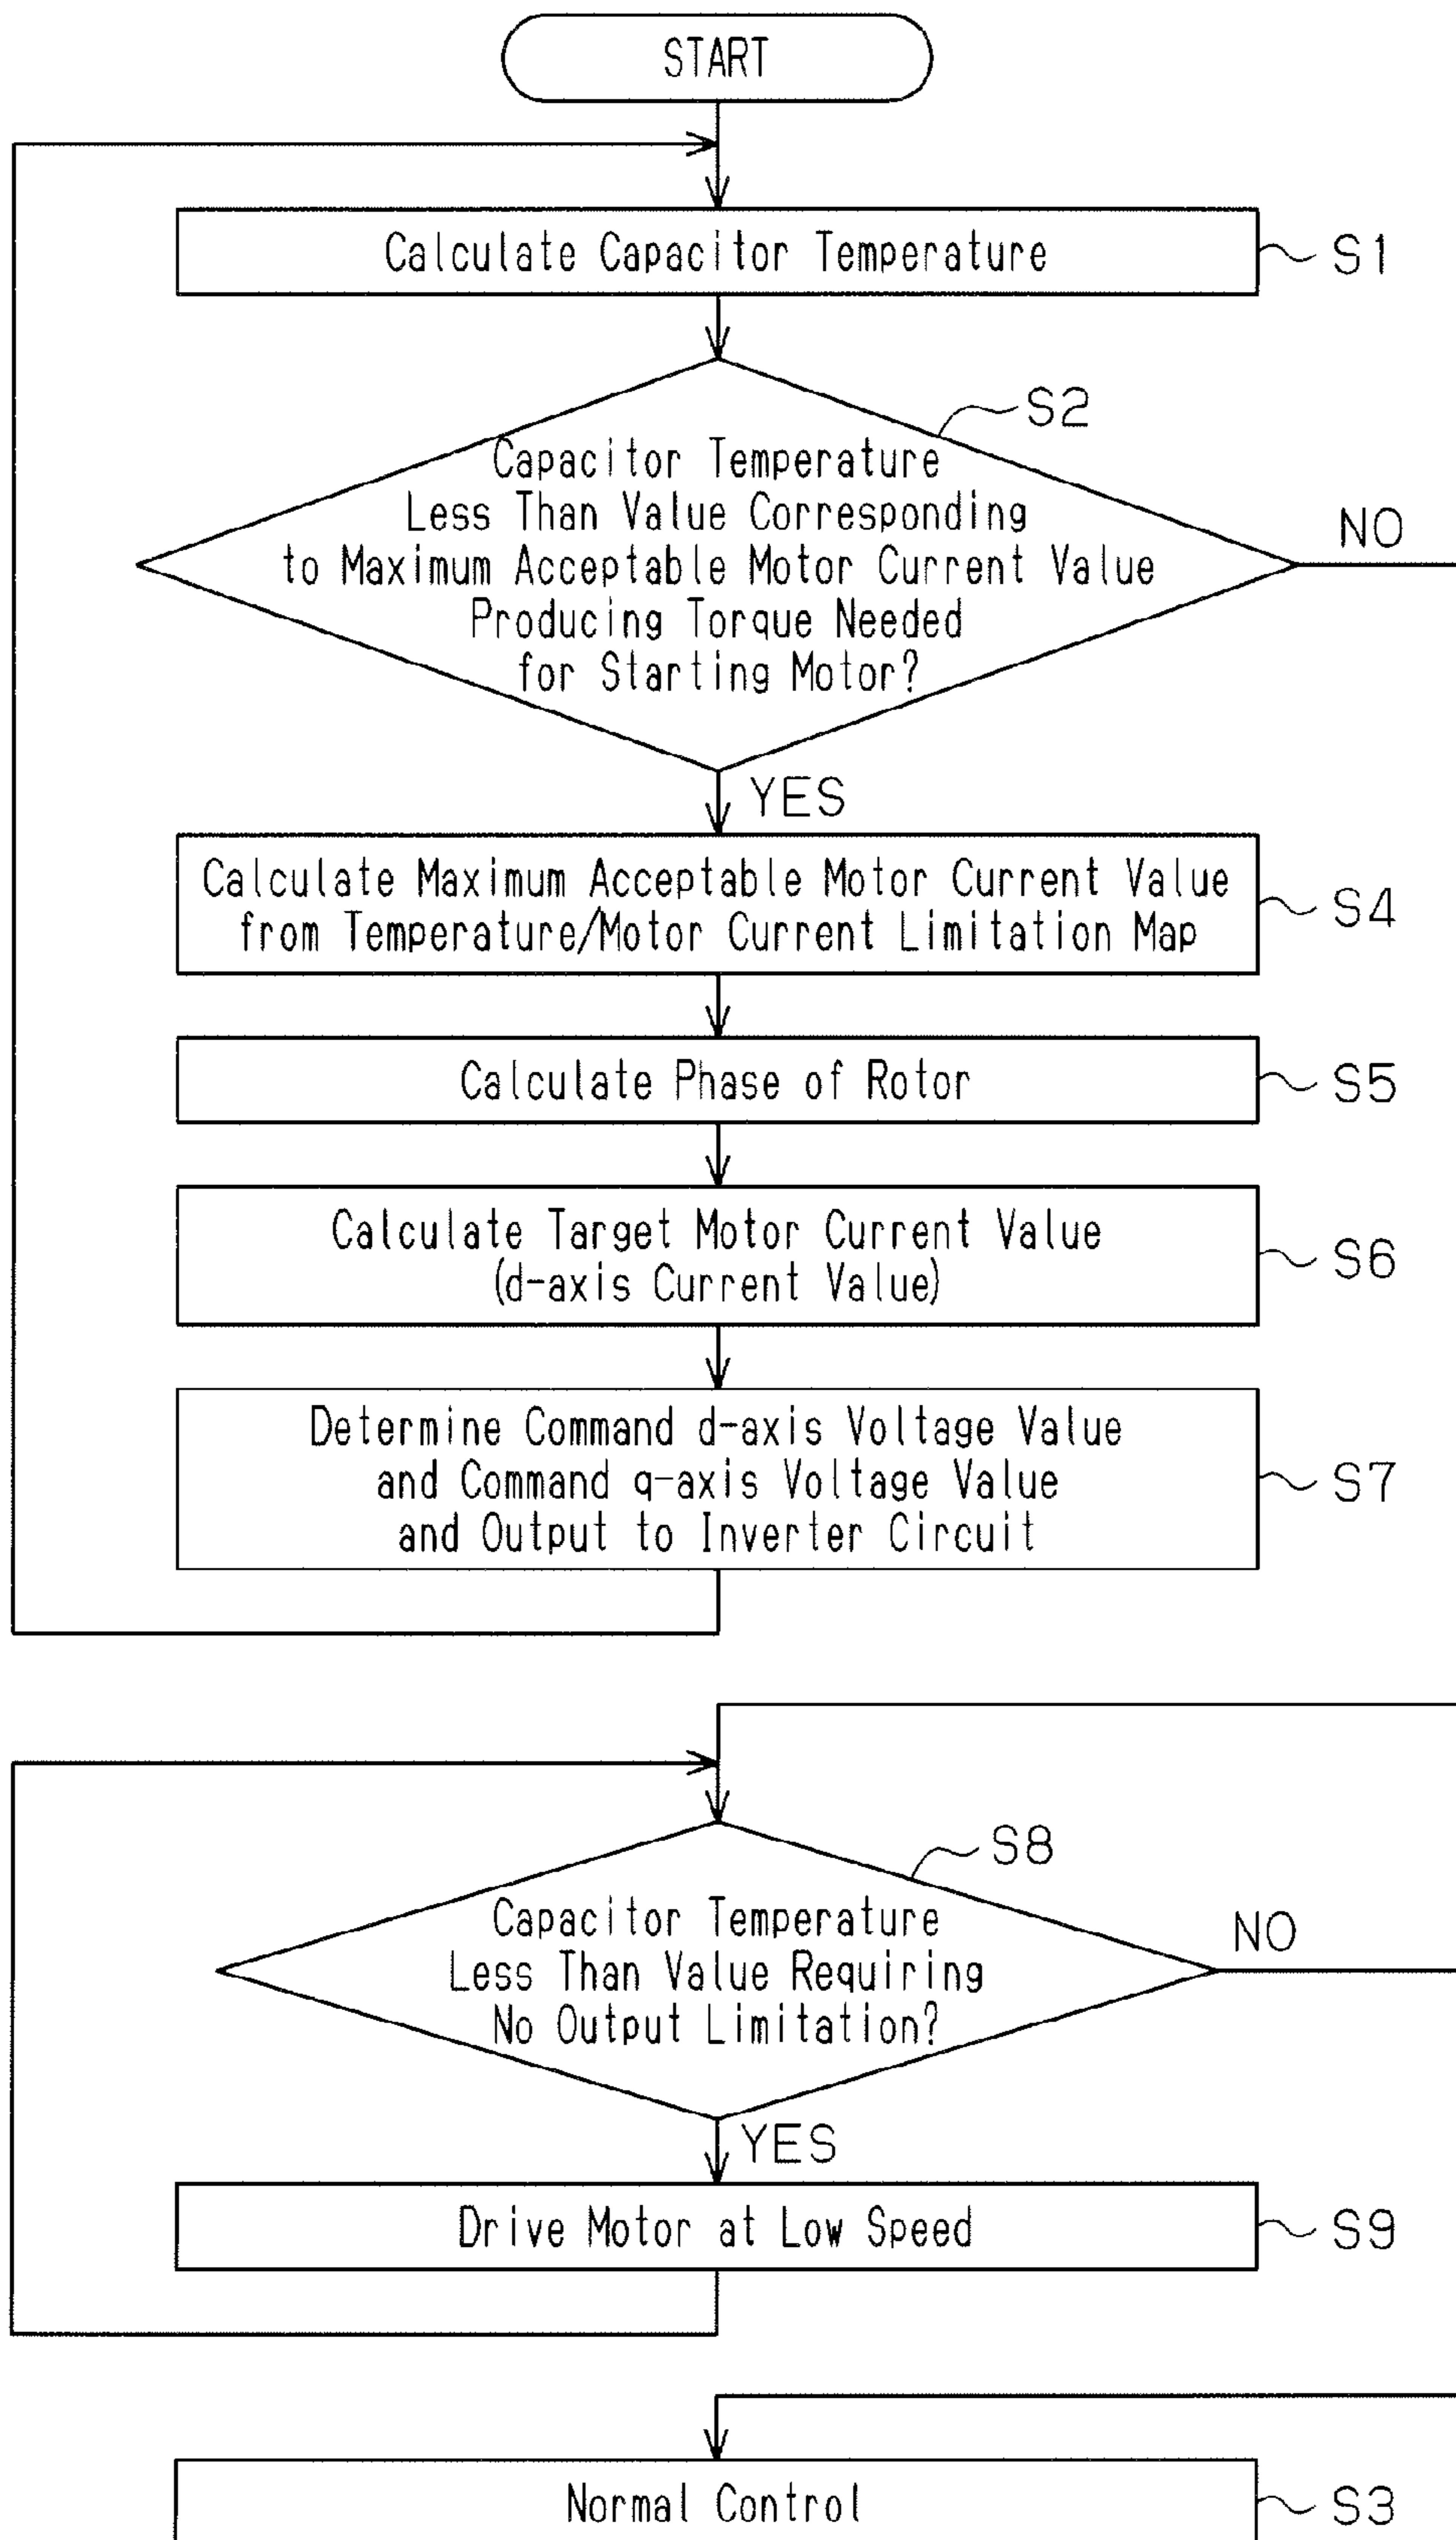 START
Calculate Capacitor Temperature
S1
S2
Capacitor Temperature
Less Than Value Corresponding
to Maximum Acceptable Motor Current Value
Producing Torque Needed
for Starting Motor?
NO
YES
Calculate Maximum Acceptable Motor Current Value
from Temperature/Motor Current Limitation Map
S4
Calculate Phase of Rotor
S5
Calculate Target Motor Current Value
(d-axis Current Value)
S6
Determine Command d-axis Voltage Value
and Command q-axis Voltage Value
and Output to Inverter Circuit
S7
S8
Capacitor Temperature
Less Than Value Requiring
No Output Limitation?
NO
YES
Drive Motor at Low Speed
S9
Normal Control
S3